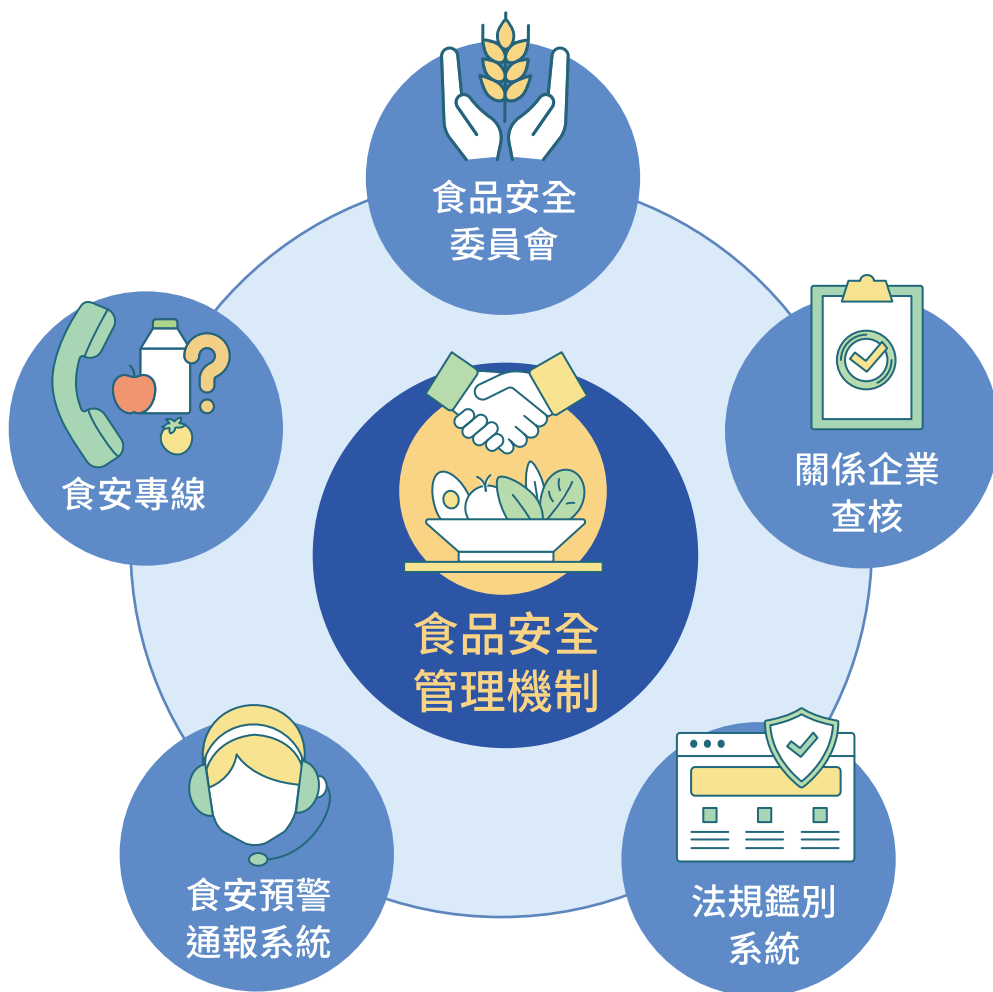 食品安全
委員會
關係企業
查核
法規鑑別
系統
食安預警
通報系統
食安專線
食品安全
管理機制